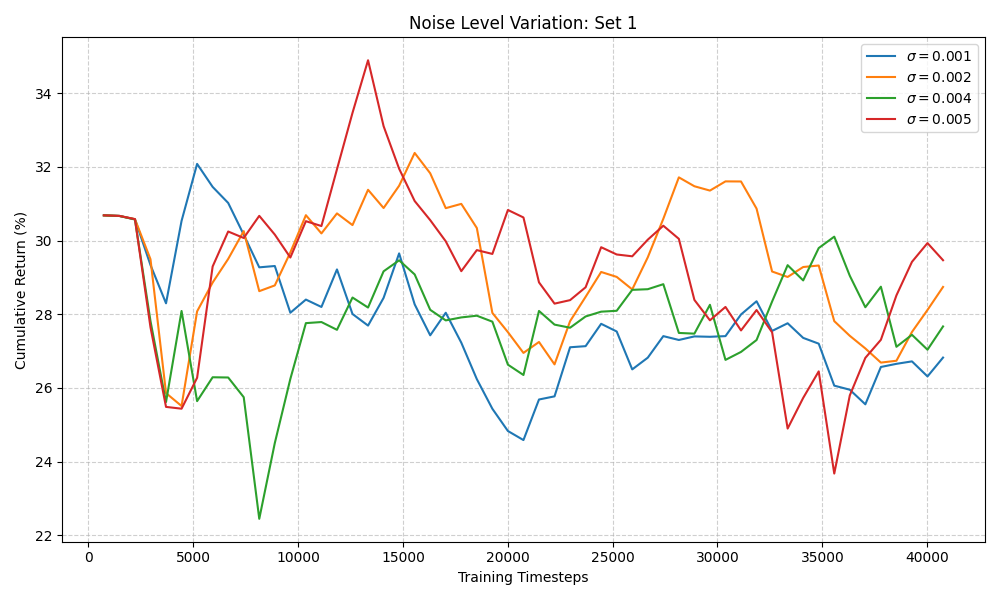 Noise Level Variation: Set 1
σ = 0.001
σ = 0.002
σ = 0.004
σ = 0.005
Cumulative Return (%)
34
32
30
28
26
24
22
0 5000 10000 15000 20000 25000 30000 35000 40000
Training Timesteps